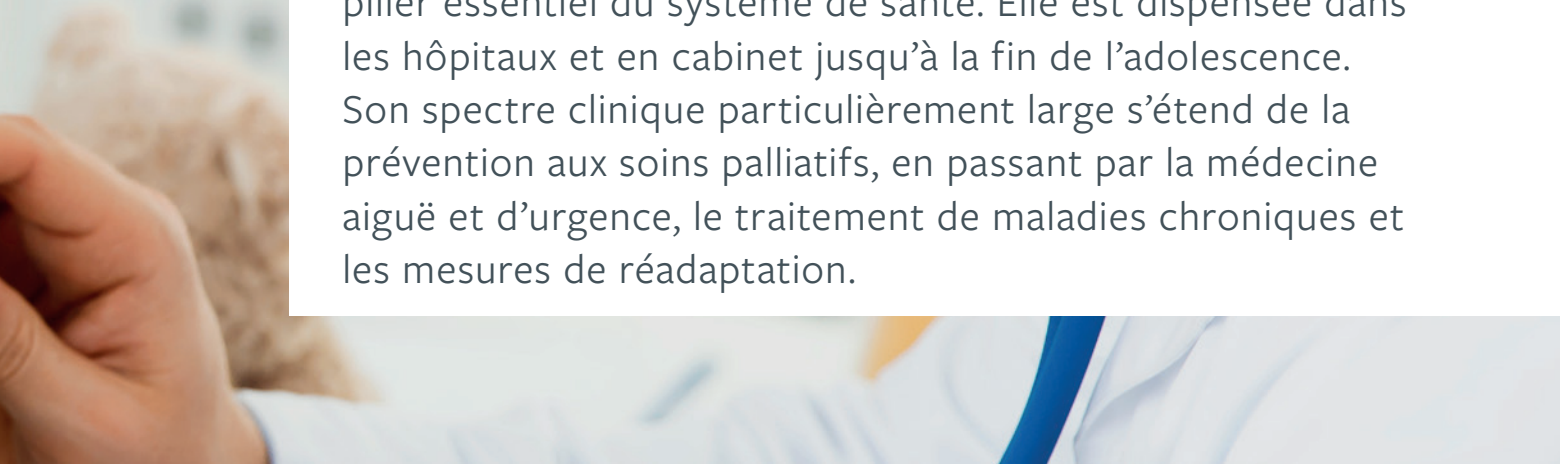 pilier essentiel du système de santé. Elle est dispensée dans
les hôpitaux et en cabinet jusqu’à la fin de l’adolescence.
Son spectre clinique particulièrement large s’étend de la
prévention aux soins palliatifs, en passant par la médecine
aiguë et d’urgence, le traitement de maladies chroniques et
les mesures de réadaptation.